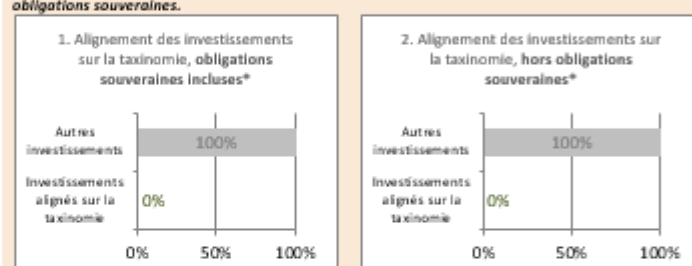 obligations souveraines.
1. Alignement des investissements
sur la taxinomie, obligations
souveraines incluses*
Autres
investissements
100%
Investissements
alignés sur la
taxinomie
0%
0% 50% 100%
2. Alignement des investissements sur
la taxinomie, hors obligations
souveraines*
Autres
investissements
100%
Investissements
alignés sur la
taxinomie
0%
0% 50% 100%